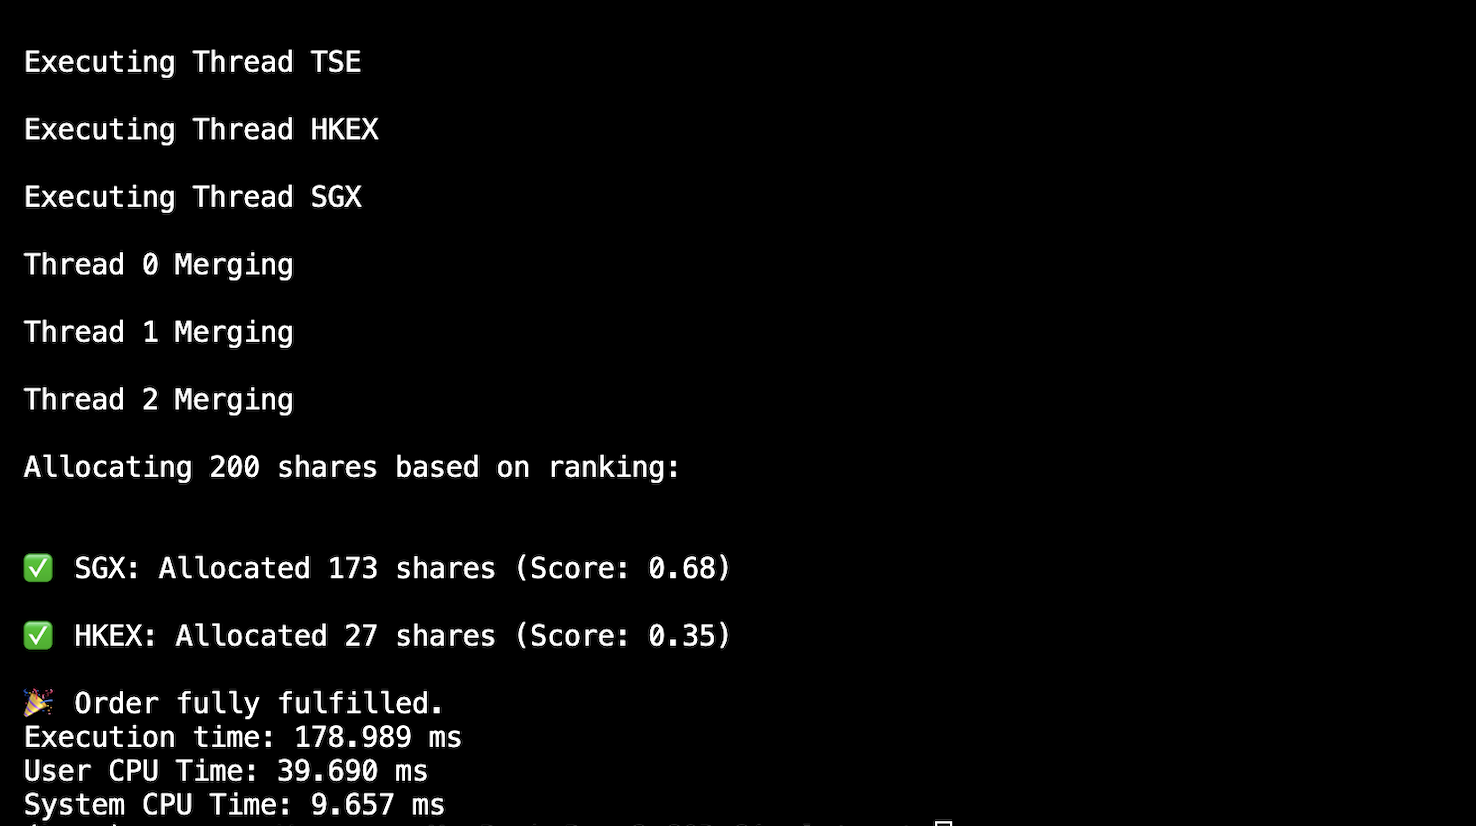 Executing Thread TSE
Executing Thread HKEX
Executing Thread SGX
Thread 0 Merging
Thread 1 Merging
Thread 2 Merging
Allocating 200 shares based on ranking:
✅ SGX: Allocated 173 shares (Score: 0.68)
✅ HKEX: Allocated 27 shares (Score: 0.35)
🎉 Order fully fulfilled.
Execution time: 178.989 ms
User CPU Time: 39.690 ms
System CPU Time: 9.657 ms